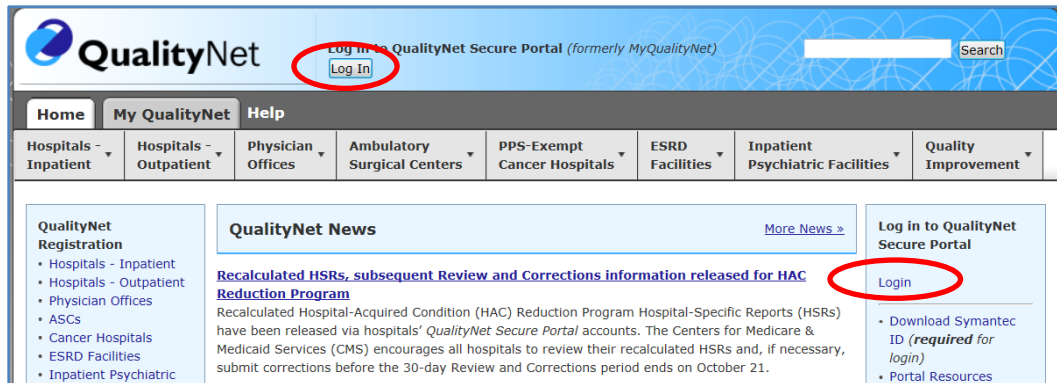 QualityNet
Log in to QualityNet Secure Portal (formerly MyQualityNet)
Log In
Search
Home
My QualityNet
Help
Hospitals -
Inpatient
Hospitals -
Outpatient
Physician
Offices
Ambulatory
Surgical Centers
PPS-Exempt
Cancer Hospitals
ESRD
Facilities
Inpatient
Psychiatric Facilities
Quality
Improvement
QualityNet
Registration
• Hospitals - Inpatient
• Hospitals - Outpatient
• Physician Offices
• ASCs
• Cancer Hospitals
• ESRD Facilities
• Inpatient Psychiatric
QualityNet News
More News »
Recalculated HSRs, subsequent Review and Corrections information released for HAC
Reduction Program
Recalculated Hospital-Acquired Condition (HAC) Reduction Program Hospital-Specific Reports (HSRs)
have been released via hospitals' QualityNet Secure Portal accounts. The Centers for Medicare &
Medicaid Services (CMS) encourages all hospitals to review their recalculated HSRs and, if necessary,
submit corrections before the 30-day Review and Corrections period ends on October 21.
Log in to QualityNet
Secure Portal
Login
• Download Symantec
ID (required for
login)
• Portal Resources